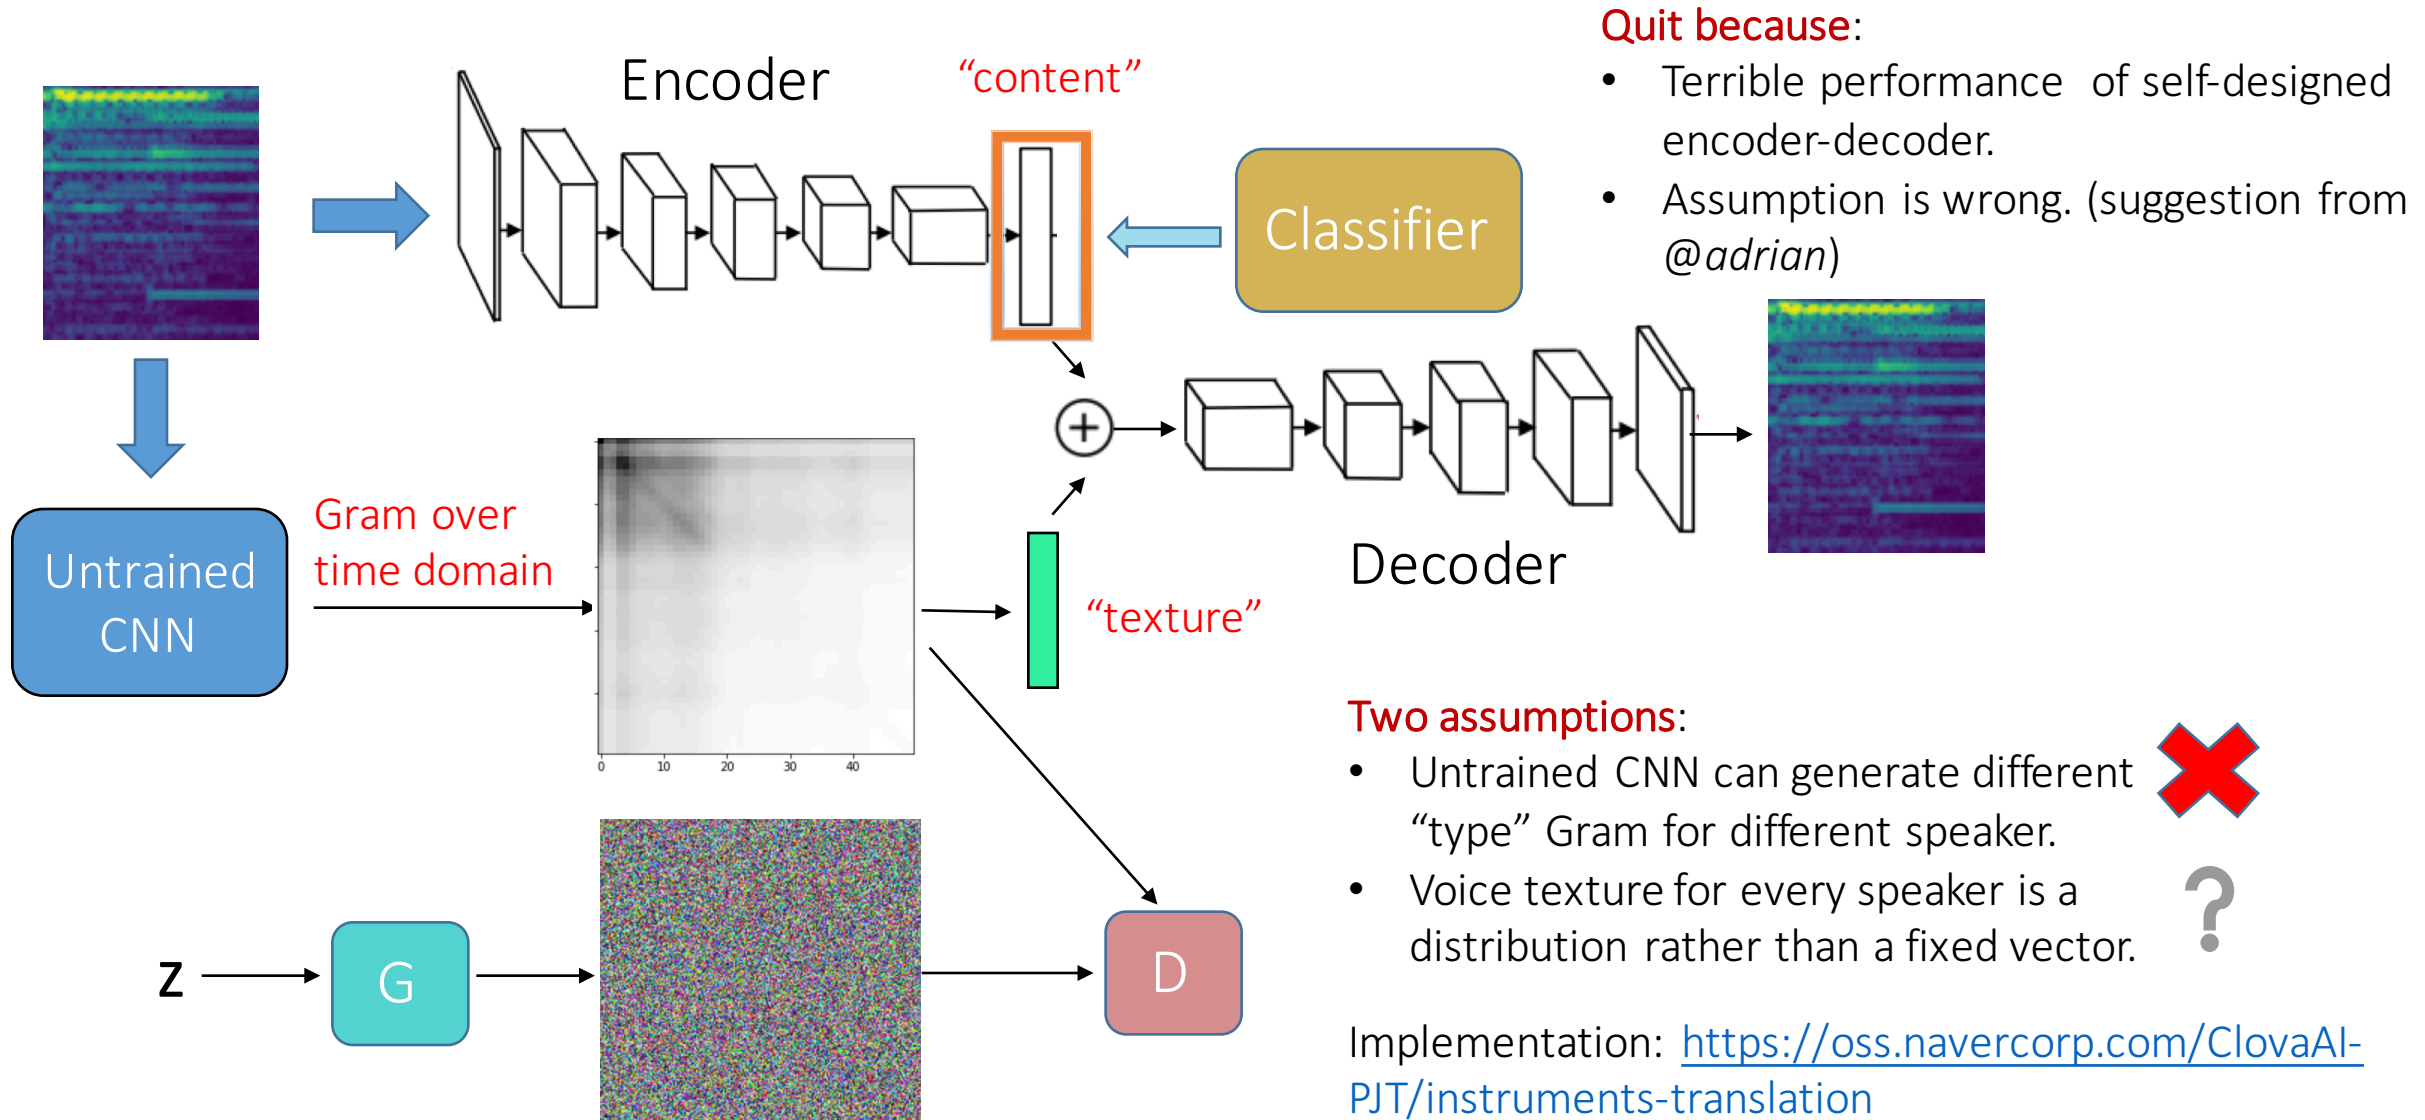 Quit because:
• Terrible performance of self-designed
encoder-decoder.
• Assumption is wrong. (suggestion from
@adrian)
Encoder
“content”
Classifier
Decoder
Untrained
CNN
Gram over
time domain
0 10 20 30 40
“texture”
Two assumptions:
• Untrained CNN can generate different
“type” Gram for different speaker.
• Voice texture for every speaker is a
distribution rather than a fixed vector.
?
z
G
D
Implementation: https://oss.navercorp.com/ClovaAI-
PJT/instruments-translation